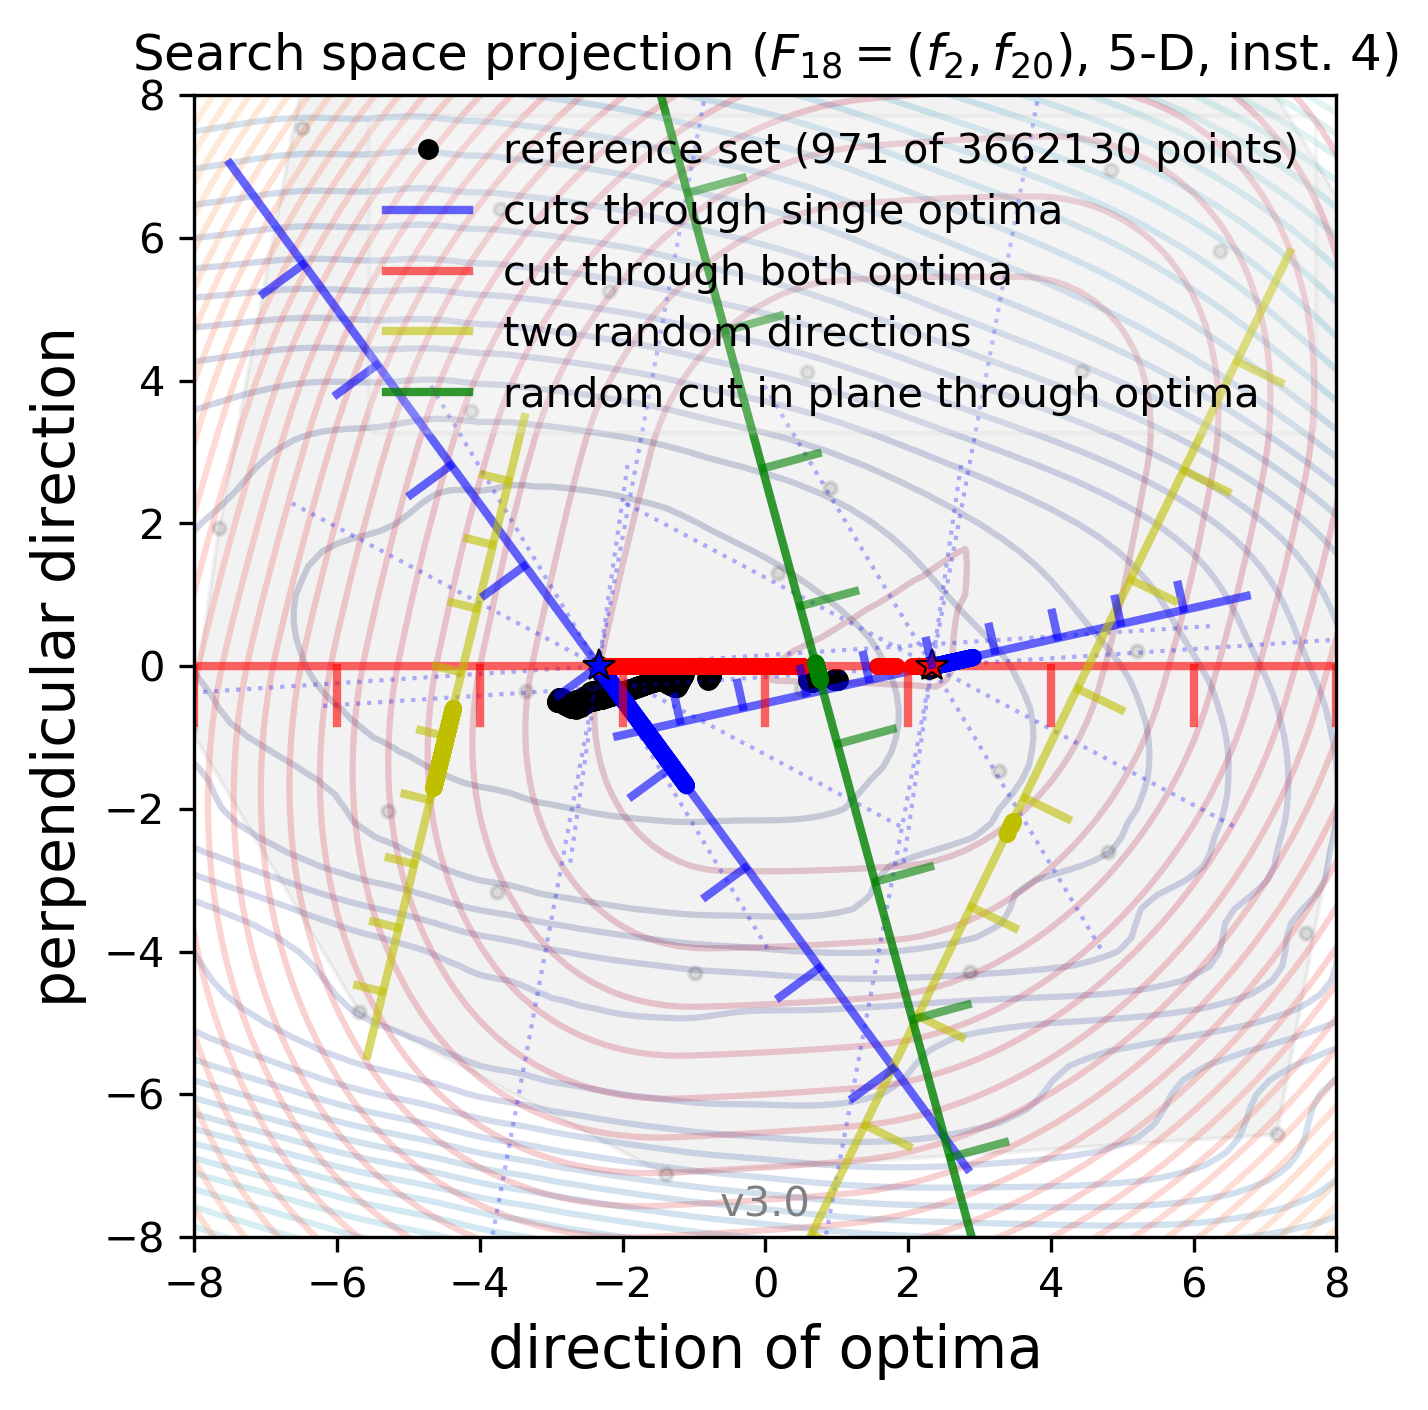 Search space projection (F18 = (f2, f20), 5-D, inst. 4)
8
6
4
2
0
−2
−4
−6
−8
perpendicular direction
reference set (971 of 3662130 points)
cuts through single optima
cut through both optima
two random directions
random cut in plane through optima
v3.0
−8 −6 −4 −2 0 2 4 6 8
direction of optima